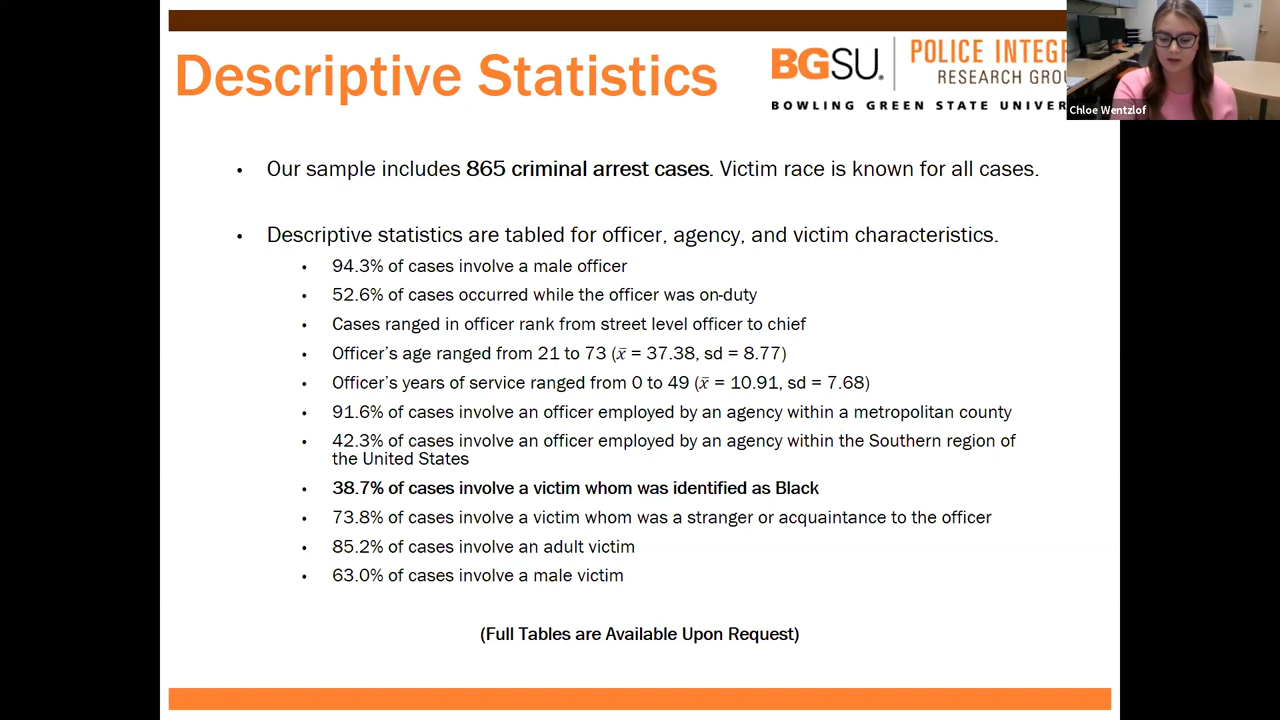 Descriptive Statistics
BGSU. POLICE INTEGR
RESEARCH GROU
BOWLING GREEN STATE UNIVER
Chloe Wentzlof
• Our sample includes 865 criminal arrest cases. Victim race is known for all cases.
• Descriptive statistics are tabled for officer, agency, and victim characteristics.
• 94.3% of cases involve a male officer
• 52.6% of cases occurred while the officer was on-duty
• Cases ranged in officer rank from street level officer to chief
• Officer’s age ranged from 21 to 73 (x̄ = 37.38, sd = 8.77)
• Officer’s years of service ranged from 0 to 49 (x̄ = 10.91, sd = 7.68)
• 91.6% of cases involve an officer employed by an agency within a metropolitan county
• 42.3% of cases involve an officer employed by an agency within the Southern region of
the United States
• 38.7% of cases involve a victim whom was identified as Black
• 73.8% of cases involve a victim whom was a stranger or acquaintance to the officer
• 85.2% of cases involve an adult victim
• 63.0% of cases involve a male victim
(Full Tables are Available Upon Request)